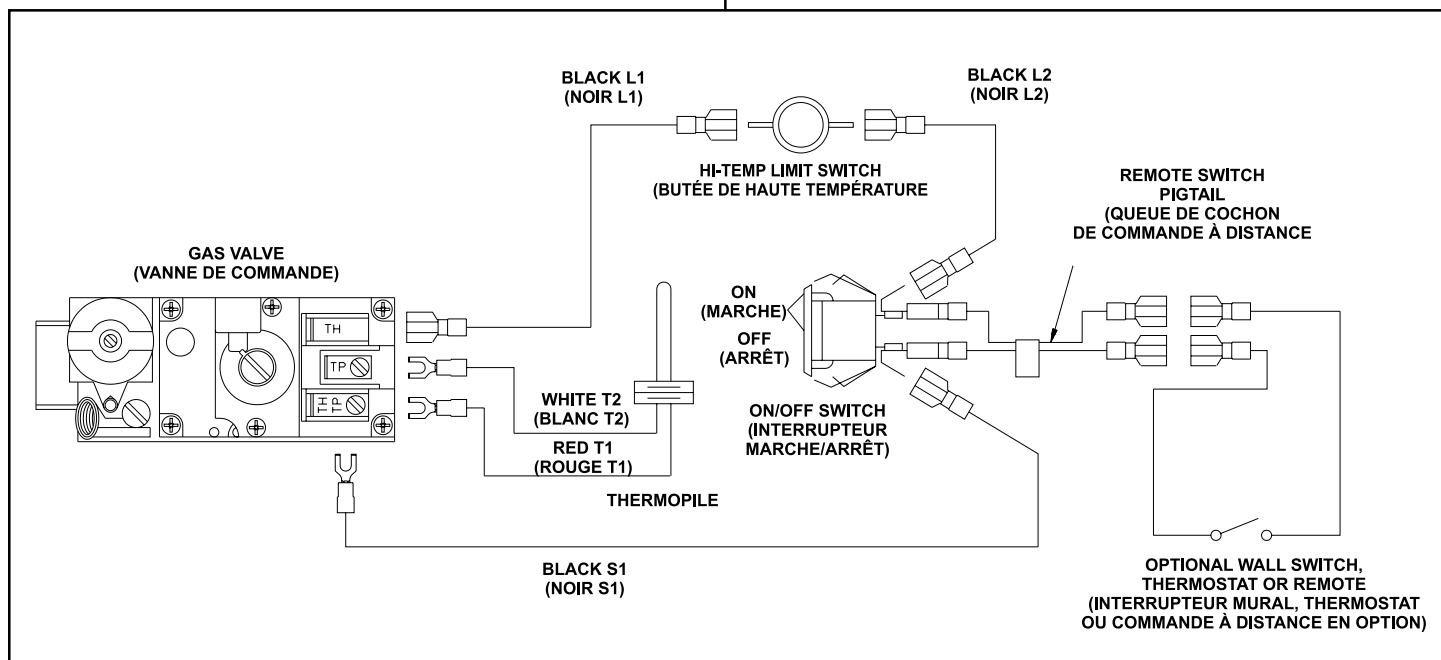 BLACK L1
(NOIR L1)
BLACK L2
(NOIR L2)
HI-TEMP LIMIT SWITCH
(BUTÉE DE HAUTE TEMPÉRATURE
REMOTE SWITCH
PIGTAIL
(QUEUE DE COCHON
DE COMMANDE À DISTANCE
GAS VALVE
(VANNE DE COMMANDE)
TH
TP
TH
TP
ON
(MARCHE)
OFF
(ARRÊT)
WHITE T2
(BLANC T2)
RED T1
(ROUGE T1)
THERMOPILE
ON/OFF SWITCH
(INTERRUPTEUR
MARCHE/ARRÊT)
BLACK S1
(NOIR S1)
OPTIONAL WALL SWITCH,
THERMOSTAT OR REMOTE
(INTERRUPTEUR MURAL, THERMOSTAT
OU COMMANDE À DISTANCE EN OPTION)